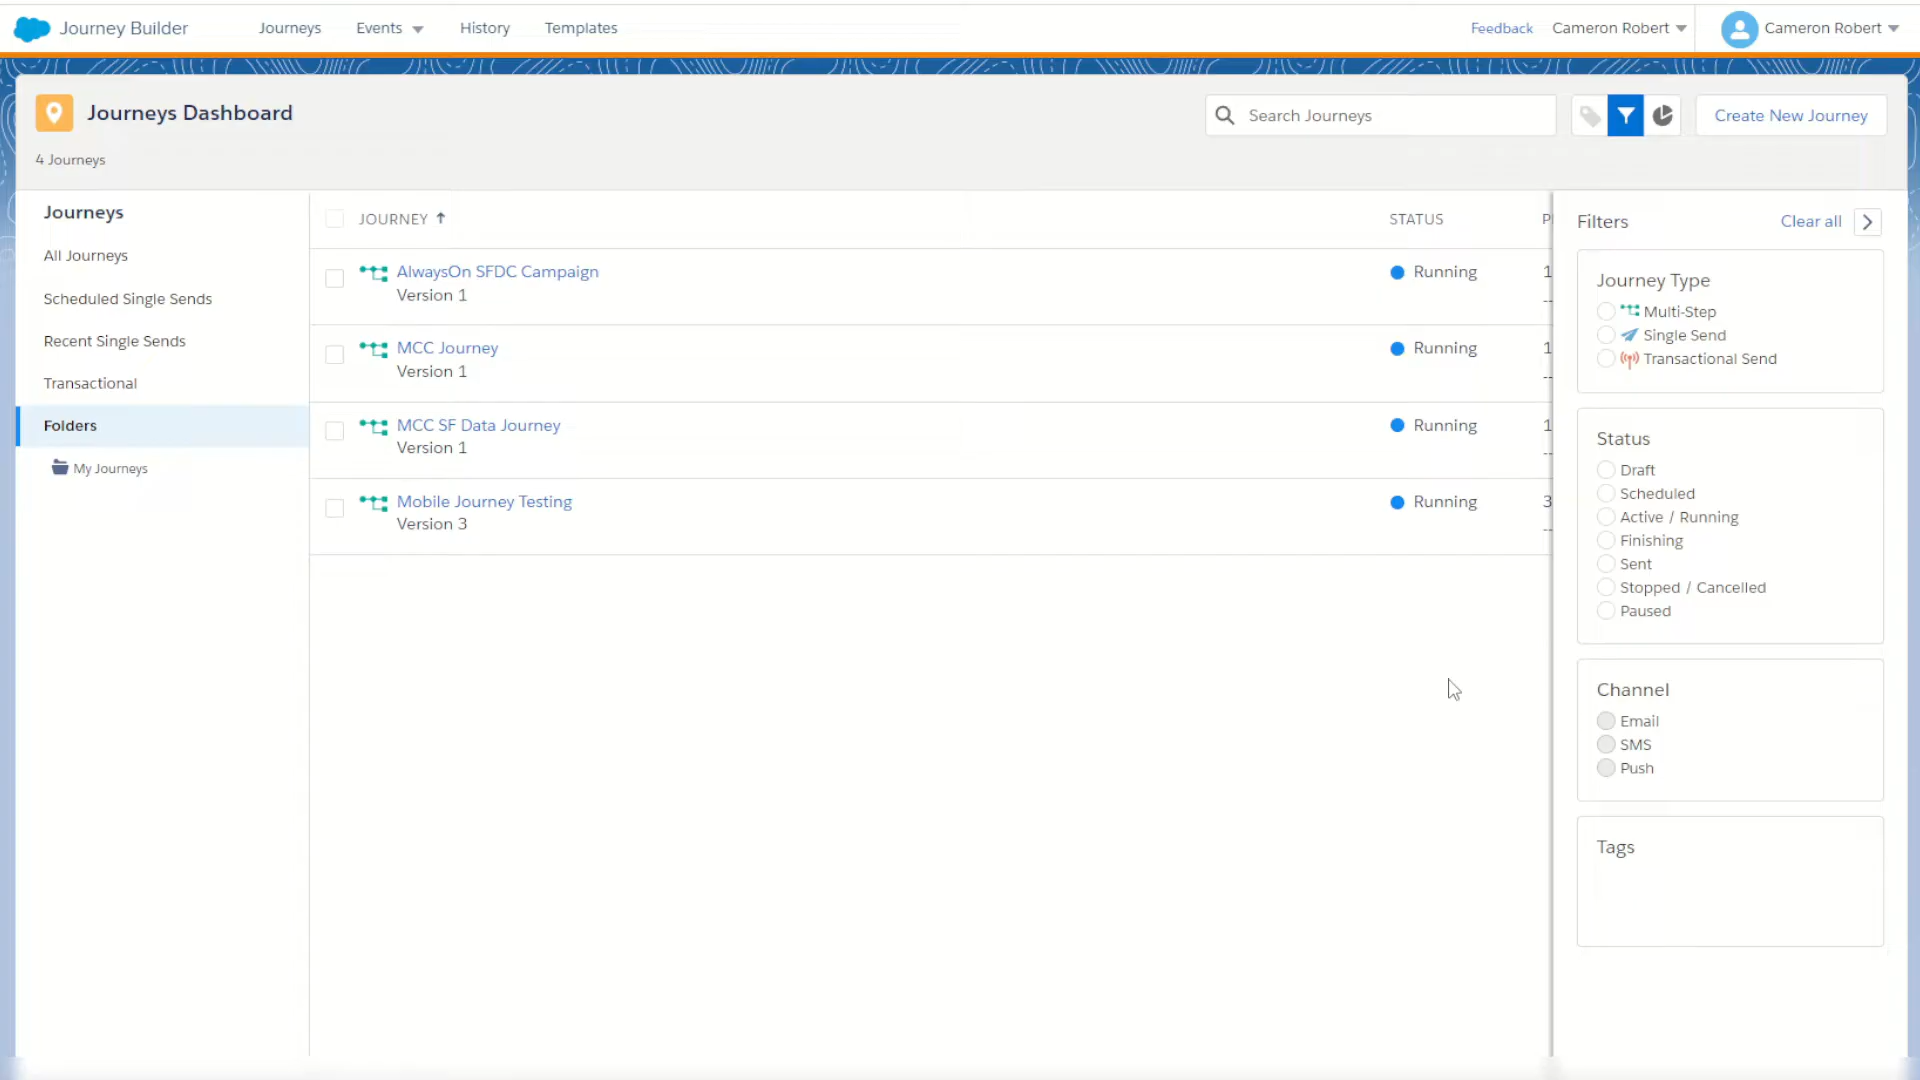 Journey Builder
Journeys
Events
History
Templates
Feedback
Cameron Robert
Cameron Robert
Journeys Dashboard
4 Journeys
Search Journeys
Create New Journey
Journeys
All Journeys
Scheduled Single Sends
Recent Single Sends
Transactional
Folders
My Journeys
JOURNEY
STATUS
P
AlwaysOn SFDC Campaign
Version 1
Running
1
--
MCC Journey
Version 1
Running
1
--
MCC SF Data Journey
Version 1
Running
1
--
Mobile Journey Testing
Version 3
Running
3
--
Filters
Clear all
Journey Type
Multi-Step
Single Send
Transactional Send
Status
Draft
Scheduled
Active / Running
Finishing
Sent
Stopped / Cancelled
Paused
Channel
Email
SMS
Push
Tags